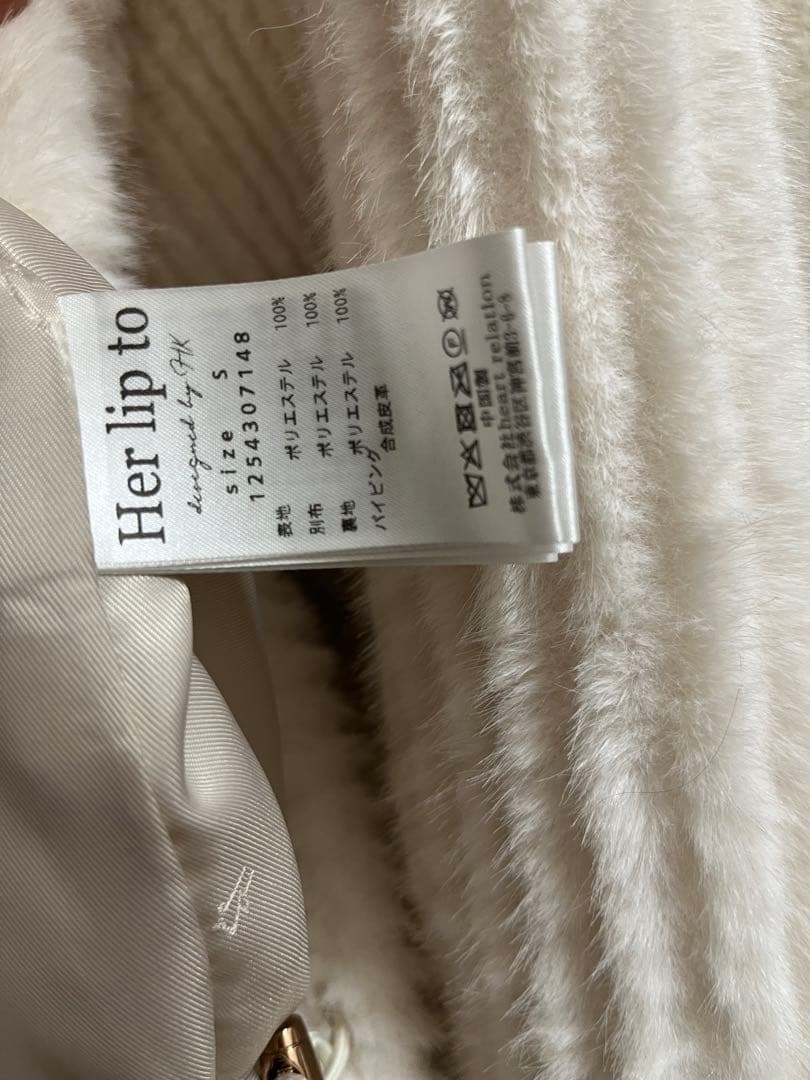 Her lip to
designed by HK
size S
1254307148
表地 ポリエステル 100%
別布 ポリエステル 100%
裏地 ポリエステル 100%
パイピング 合成皮革
中国製
株式会社heart relation
東京都渋谷区神宮前3-4-8